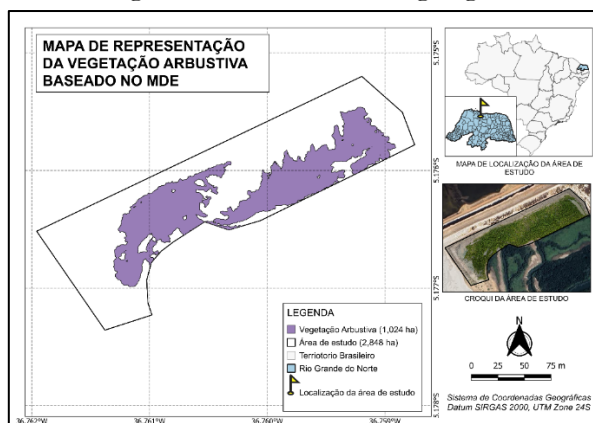 MAPA DE REPRESENTAÇÃO
DA VEGETAÇÃO ARBUSTIVA
BASEADO NO MDE
5.175°S
5.176°S
5.177°S
5.178°S
36.762°W
36.761°W
36.760°W
36.759°W
LEGENDA
Vegetação Arbustiva (1,024 ha)
Área de estudo (2,848 ha)
Terriotorio Brasileiro
Rio Grande do Norte
Localização da área de estudo
MAPA DE LOCALIZAÇÃO DA ÁREA DE
ESTUDO
CROQUI DA ÁREA DE ESTUDO
N
0 25 50 75 m
Sistema de Coordenadas Geográficas
Datum SIRGAS 2000, UTM Zone 24S